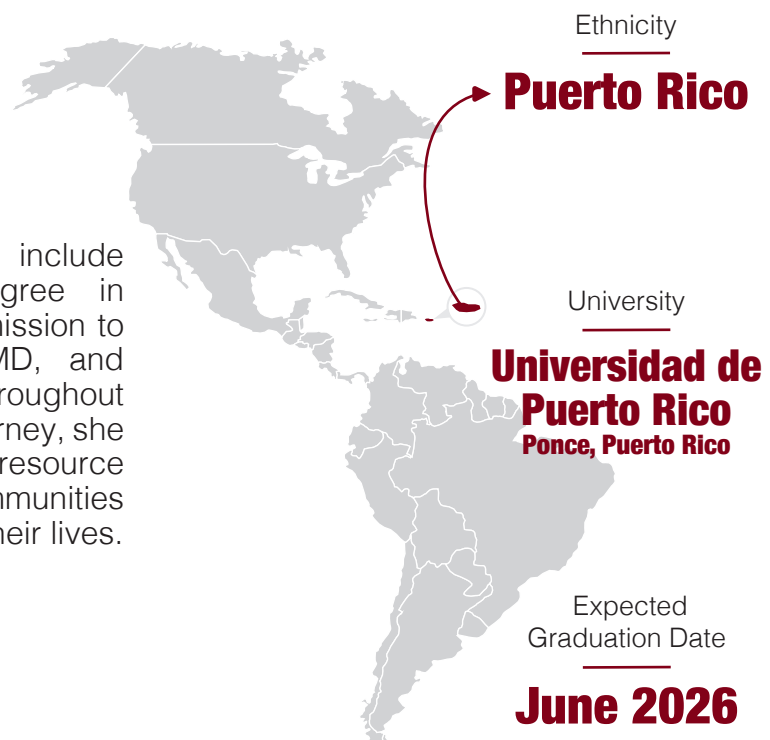 Ethnicity
Puerto Rico
include
gree in
ission to
MD, and
roughout
rney, she
resource
mmunities
heir lives.
University
Universidad de
Puerto Rico
Ponce, Puerto Rico
Expected
Graduation Date
June 2026